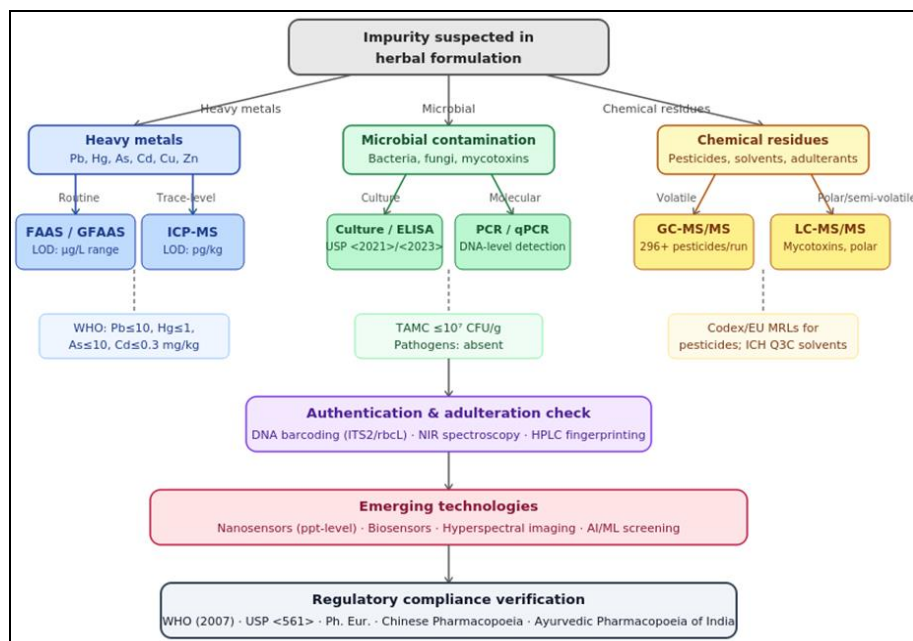 Impurity suspected in
herbal formulation
Heavy metals
Microbial
Chemical residues
Heavy metals
Pb, Hg, As, Cd, Cu, Zn
Microbial contamination
Bacteria, fungi, mycotoxins
Chemical residues
Pesticides, solvents, adulterants
Routine
Trace-level
Culture
Molecular
Volatile
Polar/semi-volatile
FAAS / GFAAS
LOD: µg/L range
ICP-MS
LOD: pg/kg
Culture / ELISA
USP <2021>/<2023>
PCR / qPCR
DNA-level detection
GC-MS/MS
296+ pesticides/run
LC-MS/MS
Mycotoxins, polar
WHO: Pb≤10, Hg≤1,
As≤10, Cd≤0.3 mg/kg
TAMC ≤10⁷ CFU/g
Pathogens: absent
Codex/EU MRLs for
pesticides; ICH Q3C solvents
Authentication & adulteration check
DNA barcoding (ITS2/rbcL) · NIR spectroscopy · HPLC fingerprinting
Emerging technologies
Nanosensors (ppt-level) · Biosensors · Hyperspectral imaging · AI/ML screening
Regulatory compliance verification
WHO (2007) · USP <561> · Ph. Eur. · Chinese Pharmacopoeia · Ayurvedic Pharmacopoeia of India